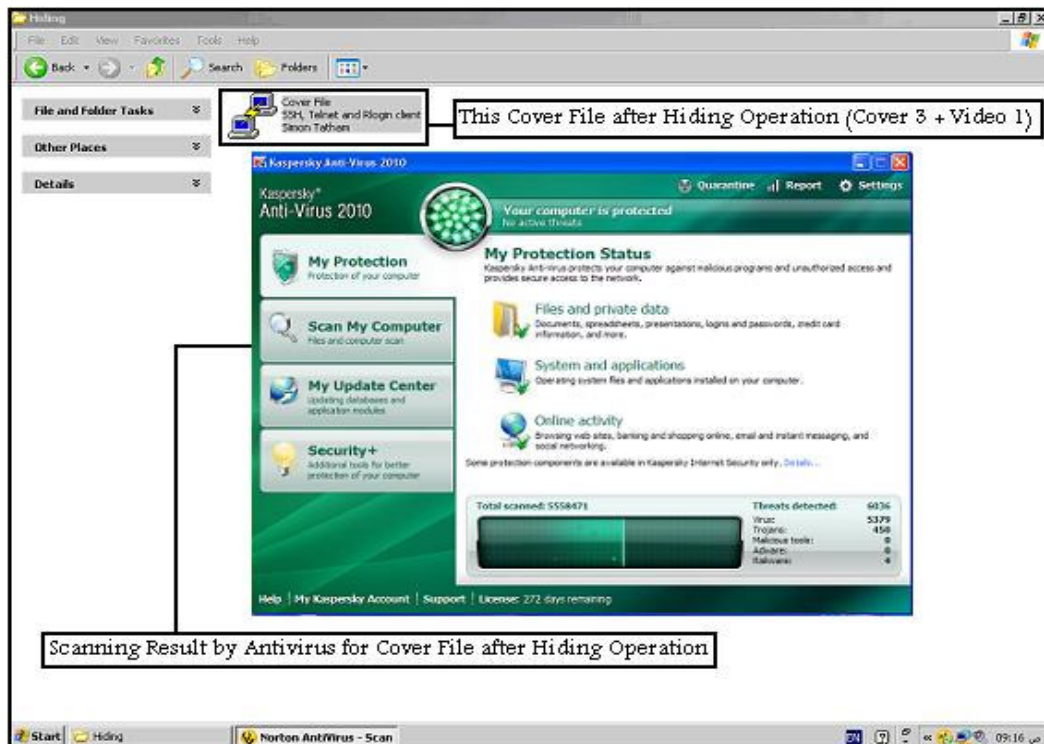 Hiding
File Edit View Favorites Tools Help
Back Search Folders
File and Folder Tasks
Other Places
Details
Cover File
SSH, Telnet and Rlogin client
Simon Tatham
This Cover File after Hiding Operation (Cover 3 + Video 1)
Kaspersky Anti-Virus 2010
Kaspersky
Anti-Virus 2010
Quarantine Report Settings
Your computer is protected
No active threats
My Protection
Protection of your computer
Scan My Computer
Files and computer scan
My Update Center
Updating databases and
application modules
Security+
Additional tools for better
protection of your computer
My Protection Status
Kaspersky Anti-Virus protects your computer against malicious programs and unauthorized access and
provides secure access to the network.
Files and private data
Documents, spreadsheets, presentations, logins and passwords, credit card
information, and more.
System and applications
Operating system files and applications installed on your computer.
Online activity
Browsing web sites, banking and shopping online, email and instant messaging, and
social networking.
Some protection components are available in Kaspersky Internet Security only. Details...
Total scanned: 5558471
Threats detected: 6036
Virus: 5379
Trojans: 450
Malicious tools: 0
Adware: 0
Riskware: 4
Help | My Kaspersky Account | Support | License: 272 days remaining
Scanning Result by Antivirus for Cover File after Hiding Operation
Start Hiding Norton AntiVirus - Scan EN 09:16 ص